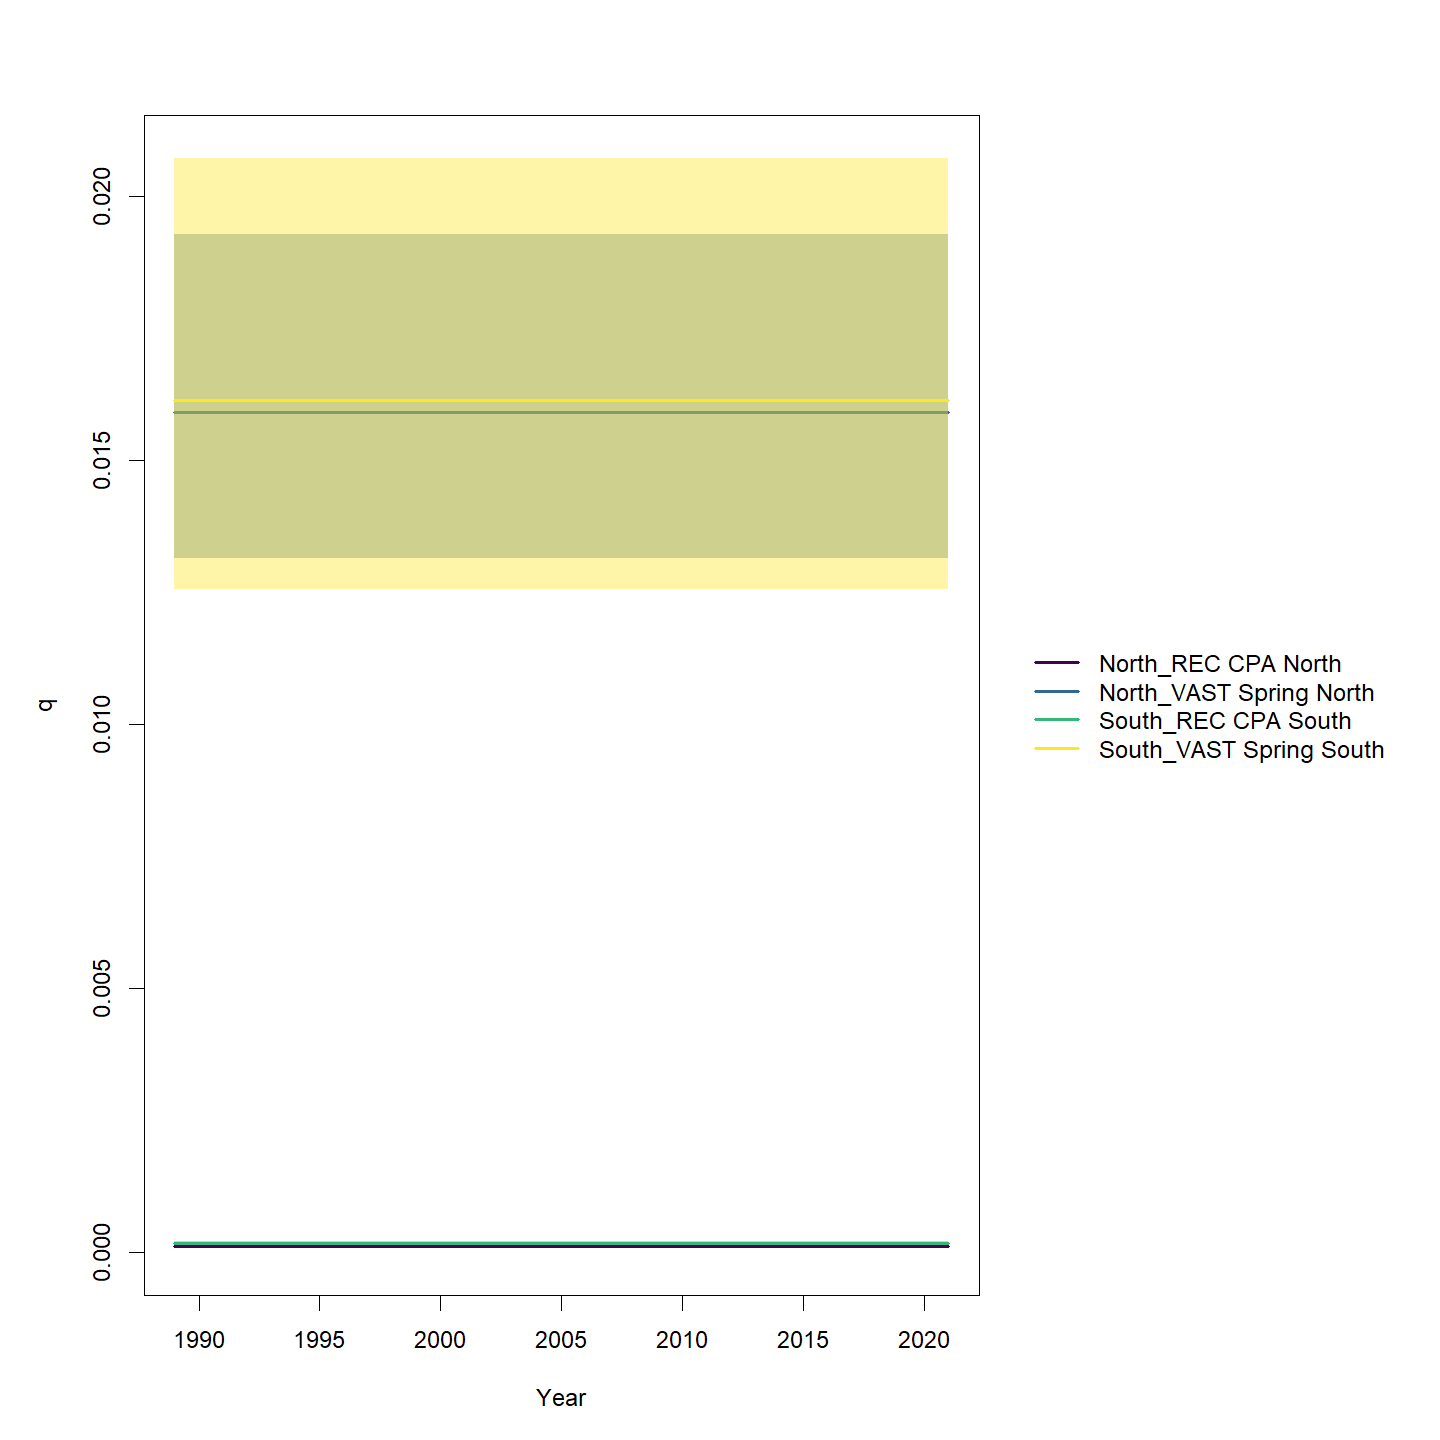 0.020
0.015
0.010
0.005
0.000
q
1990 1995 2000 2005 2010 2015 2020
Year
North_REC CPA North
North_VAST Spring North
South_REC CPA South
South_VAST Spring South